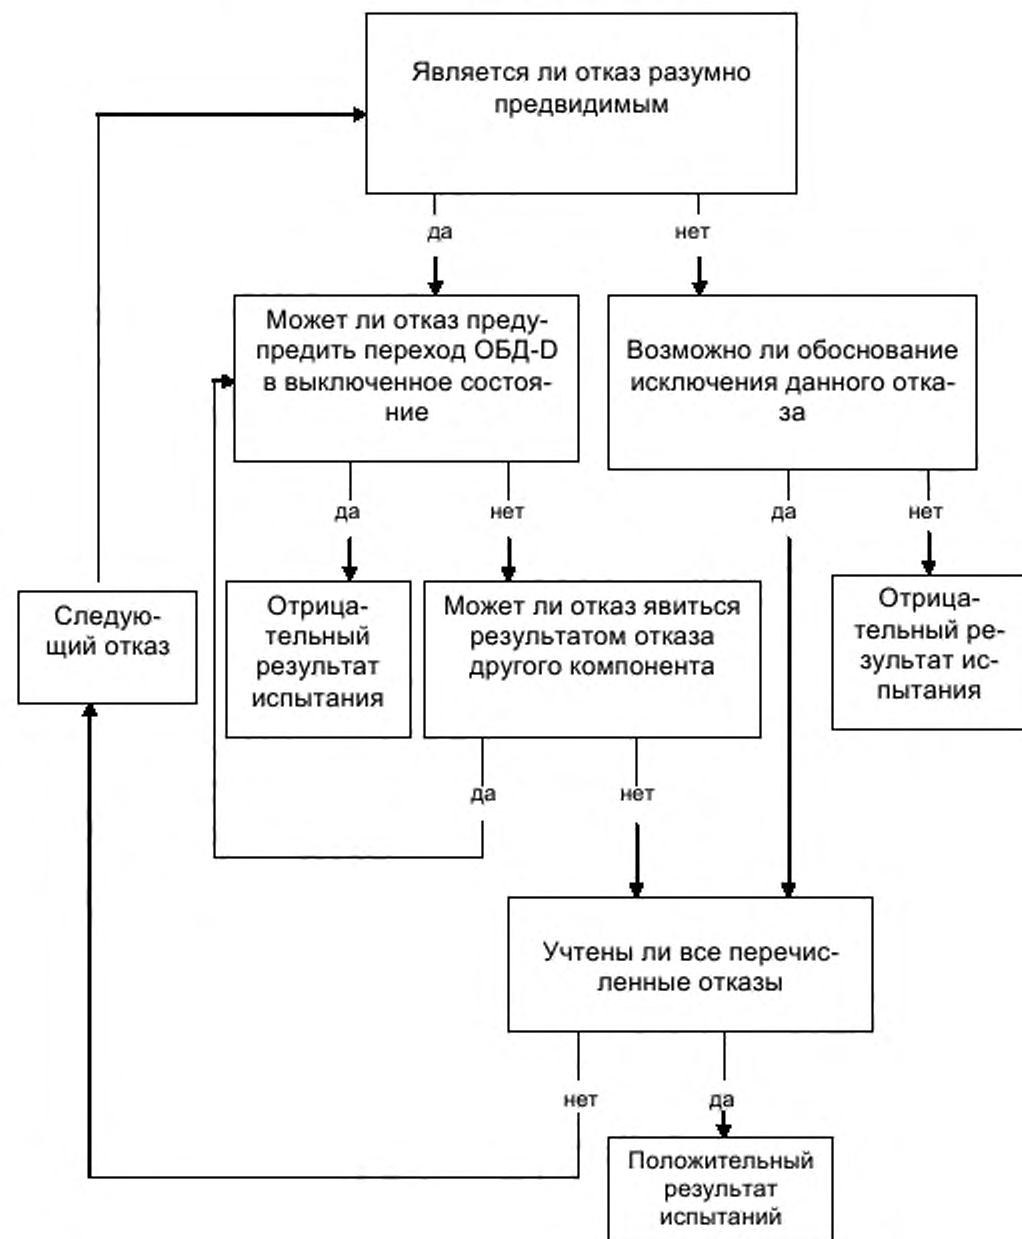 Является ли отказ разумно
предвидимым
да
нет
Может ли отказ преду-
предить переход ОБД-D
в выключенное состоя-
ние
Возможно ли обоснование
исключения данного отка-
за
да
нет
да
нет
Следую-
щий отказ
Отрица-
тельный
результат
испытания
Может ли отказ явиться
результатом отказа
другого компонента
Отрица-
тельный ре-
зультат ис-
пытания
да
нет
Учтены ли все перечис-
ленные отказы
нет
да
Положительный
результат
испытаний